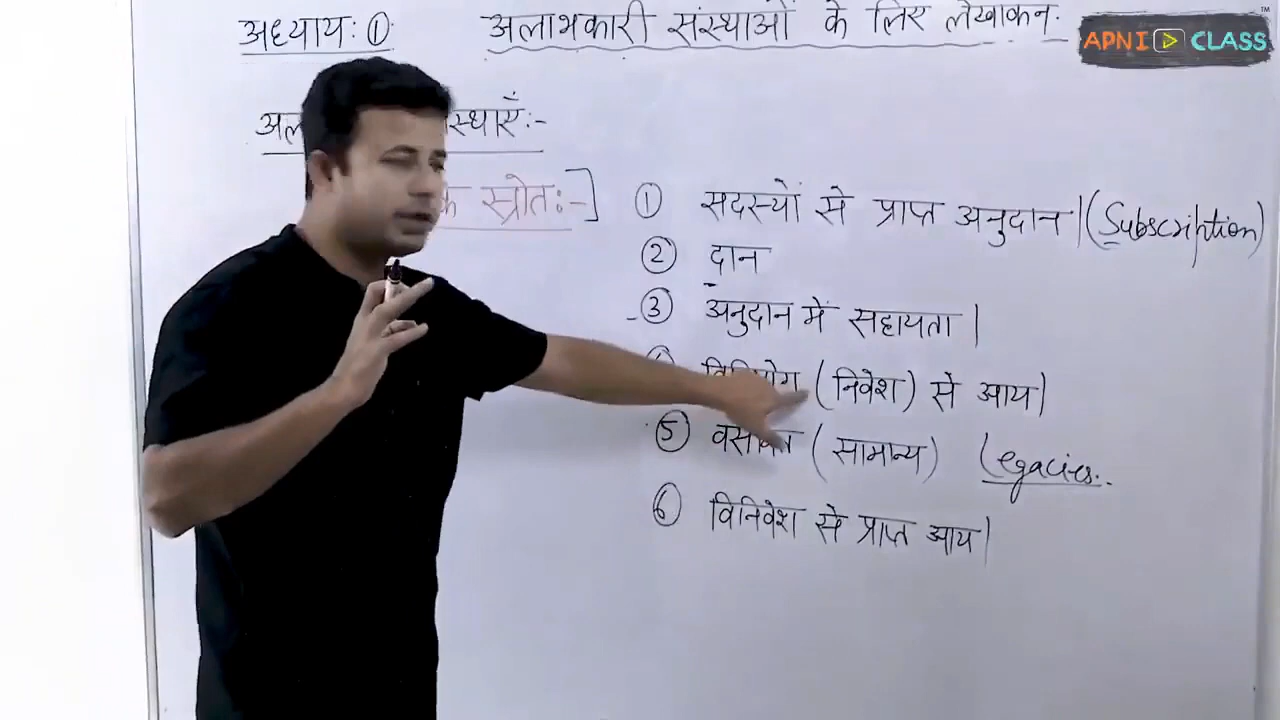 अध्याय: ① अलाभकारी संस्थाओं के लिए लेखाकन.
APNI CLASS TM
स्थाएँ:-
स्रोत:-]
① सदस्यों से प्राप्त अनुदान | (Subscription)
② दान
③ अनुदान में सहायता |
(निवेश) से आय |
⑤ (सामान्य) (Legacies.
⑥ विनिवेश से प्राप्त आय |